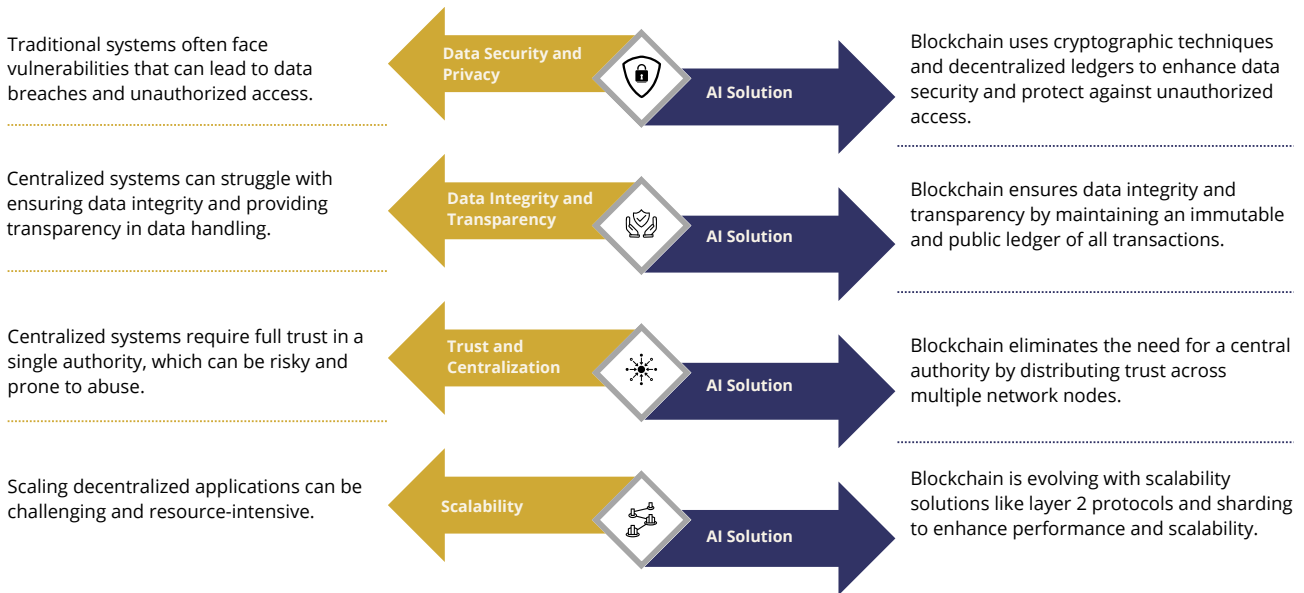 Traditional systems often face
vulnerabilities that can lead to data
breaches and unauthorized access.
Data Security and
Privacy
AI Solution
Blockchain uses cryptographic techniques
and decentralized ledgers to enhance data
security and protect against unauthorized
access.
Centralized systems can struggle with
ensuring data integrity and providing
transparency in data handling.
Data Integrity and
Transparency
AI Solution
Blockchain ensures data integrity and
transparency by maintaining an immutable
and public ledger of all transactions.
Centralized systems require full trust in a
single authority, which can be risky and
prone to abuse.
Trust and
Centralization
AI Solution
Blockchain eliminates the need for a central
authority by distributing trust across
multiple network nodes.
Scaling decentralized applications can be
challenging and resource-intensive.
Scalability
AI Solution
Blockchain is evolving with scalability
solutions like layer 2 protocols and sharding
to enhance performance and scalability.